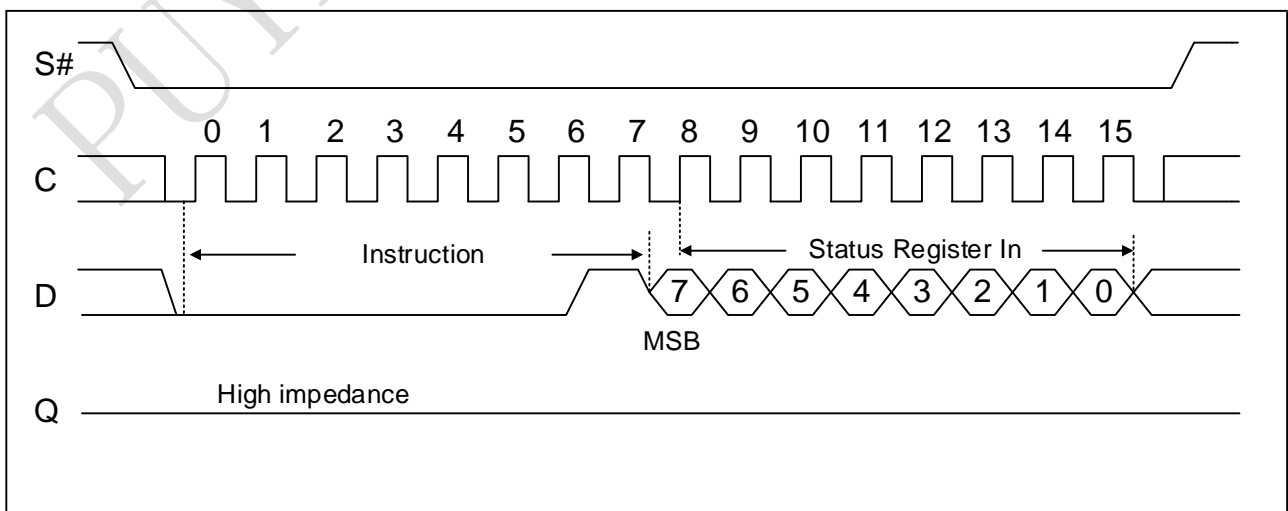 PUY
S#
0 1 2 3 4 5 6 7 8 9 10 11 12 13 14 15
C
Instruction
Status Register In
D
7 6 5 4 3 2 1 0
MSB
High impedance
Q